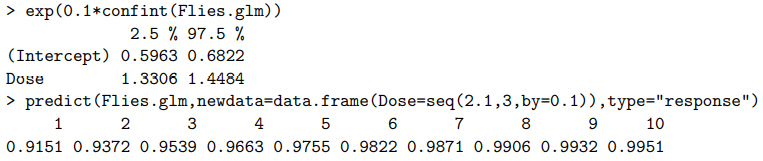 > exp(0.1*confint(Flies.glm))
2.5 % 97.5 %
(Intercept) 0.5963 0.6822
Dose 1.3306 1.4484
> predict(Flies.glm,newdata=data.frame(Dose=seq(2.1,3,by=0.1)),type="response")
1 2 3 4 5 6 7 8 9 10
0.9151 0.9372 0.9539 0.9663 0.9755 0.9822 0.9871 0.9906 0.9932 0.9951